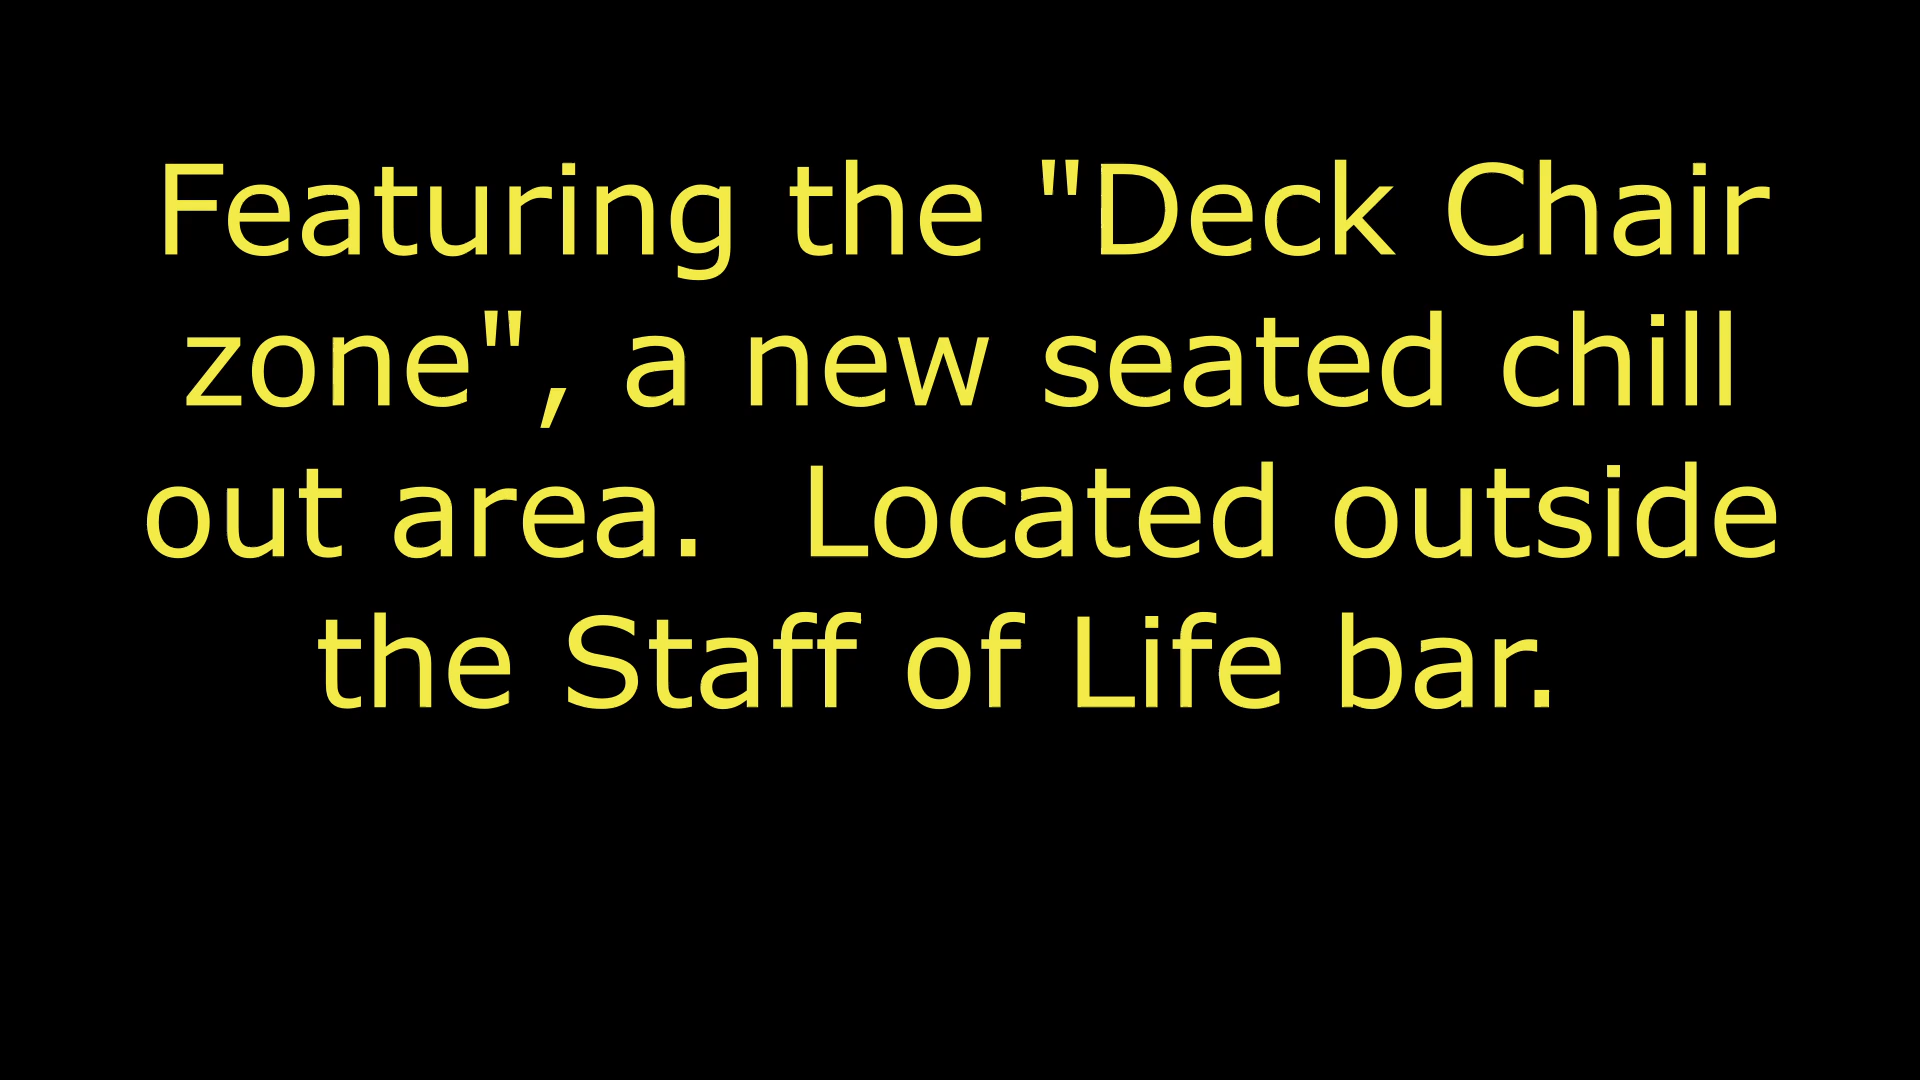 Featuring the "Deck Chair
zone", a new seated chill
out area.  Located outside
the Staff of Life bar.